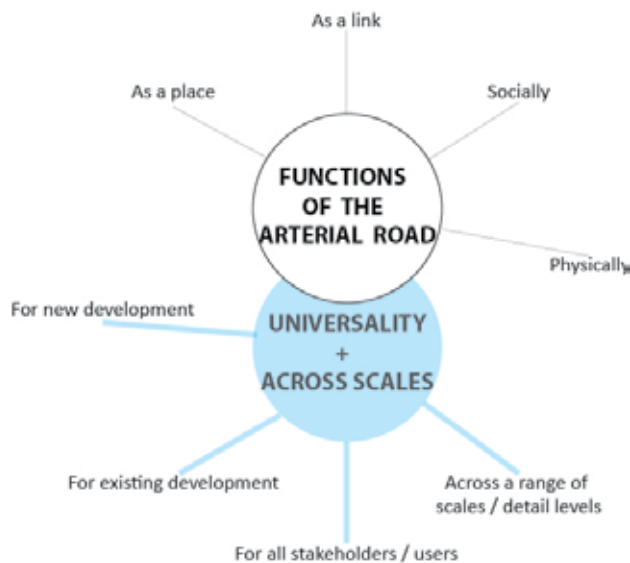 As a link
As a place
Socially
FUNCTIONS
OF THE
ARTERIAL ROAD
Physically
For new development
UNIVERSALITY
+
ACROSS SCALES
For existing development
Across a range of
scales / detail levels
For all stakeholders / users